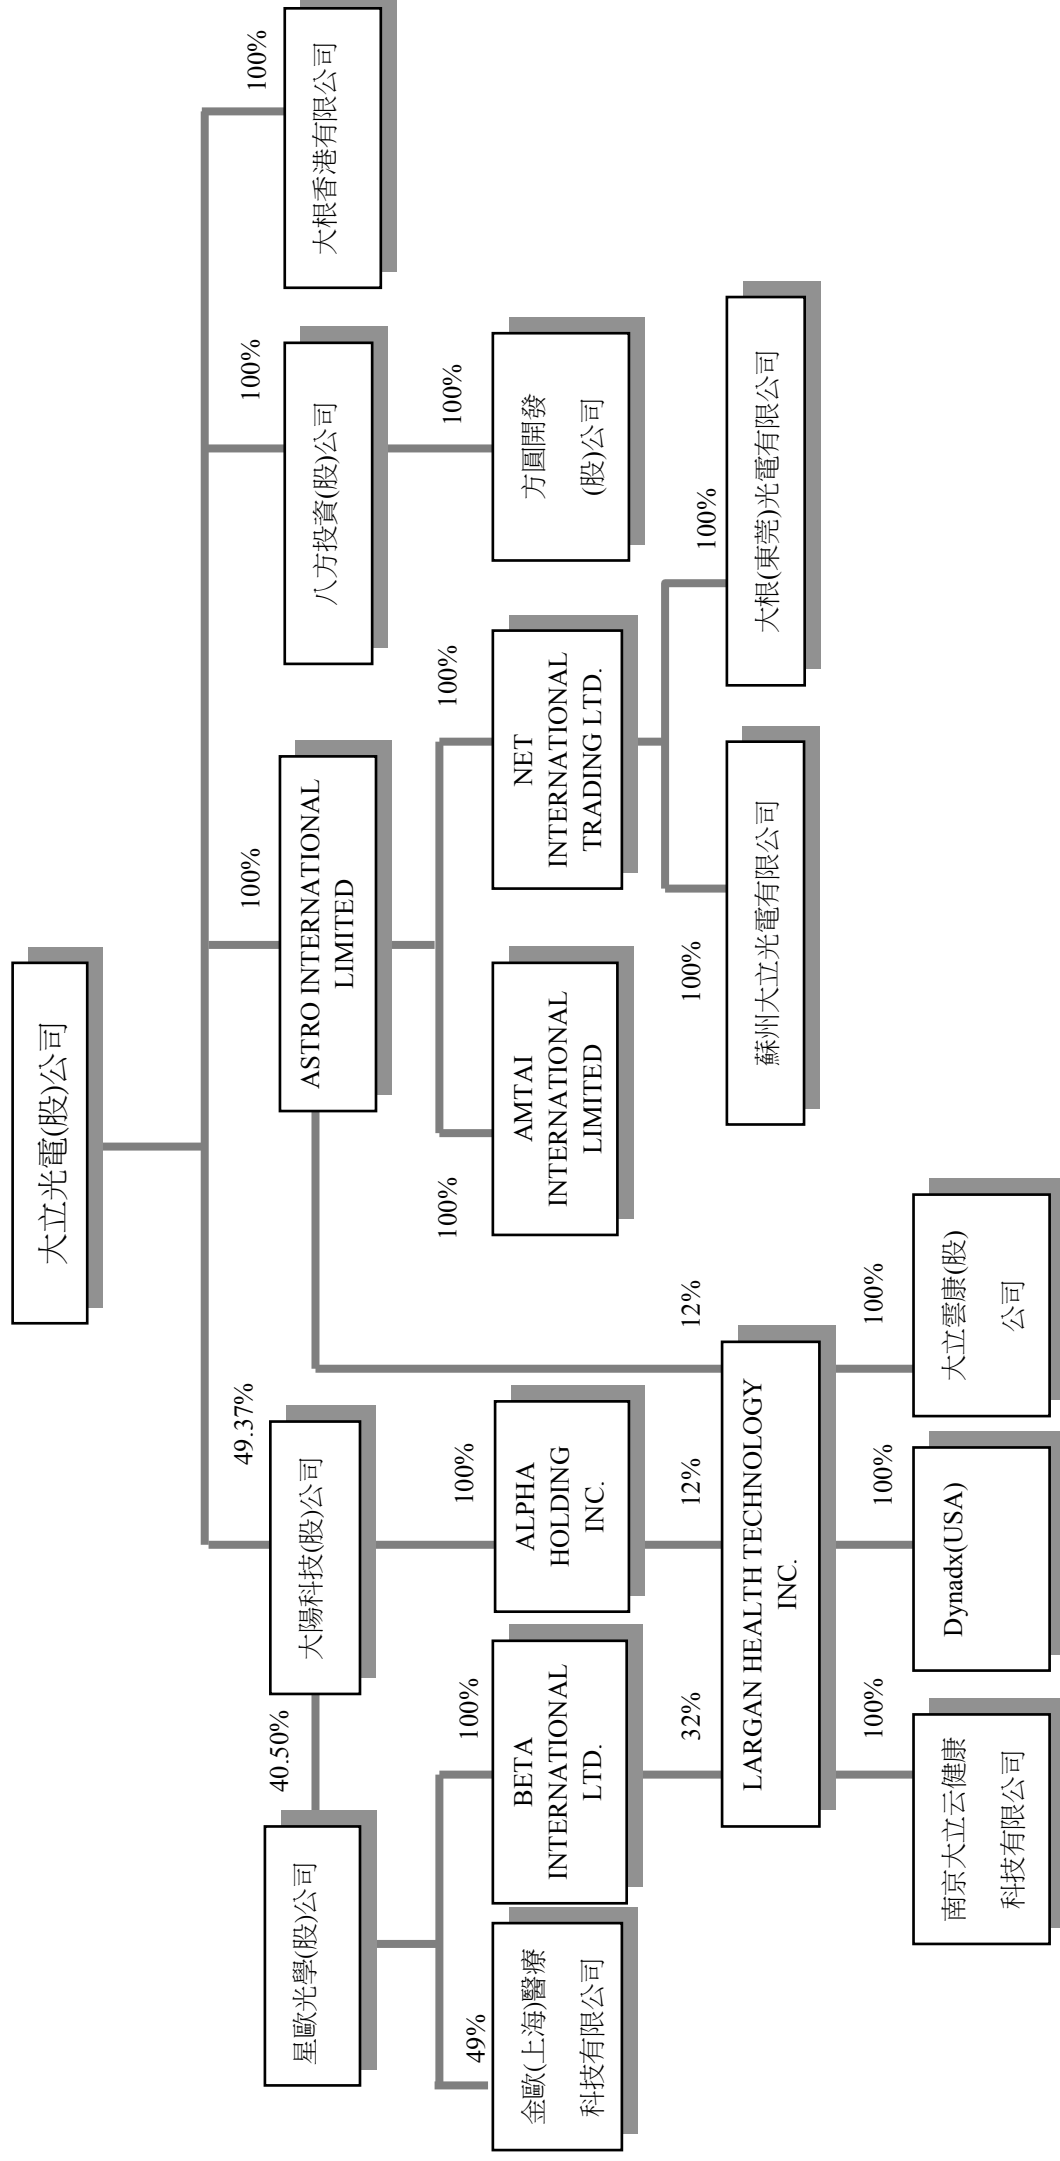 大立光電(股)公司
40.50%
49.37%
100%
100%
100%
星歐光學(股)公司
大陽科技(股)公司
ASTRO INTERNATIONAL
LIMITED
八方投資(股)公司
大根香港有限公司
49%
100%
100%
100%
100%
100%
金歐(上海)醫療
科技有限公司
BETA
INTERNATIONAL
LTD.
ALPHA
HOLDING
INC.
AMTAI
INTERNATIONAL
LIMITED
NET
INTERNATIONAL
TRADING LTD.
方圓開發
(股)公司
32%
12%
12%
100%
100%
LARGAN HEALTH TECHNOLOGY
INC.
蘇州大立光電有限公司
大根(東莞)光電有限公司
100%
100%
100%
南京大立云健康
科技有限公司
Dynadx(USA)
大立雲康(股)
公司